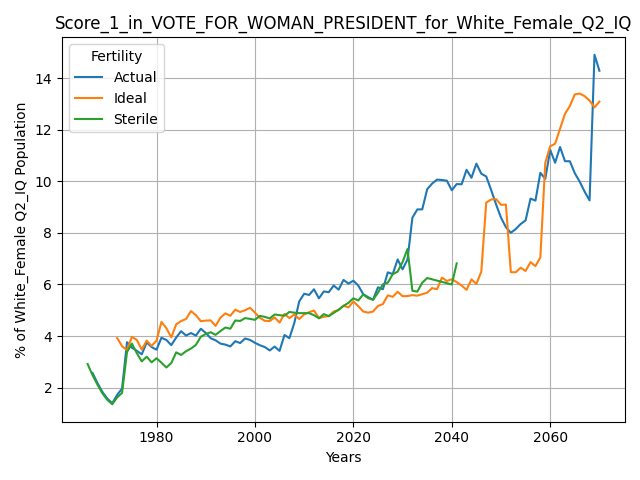 Score_1_in_VOTE_FOR_WOMAN_PRESIDENT_for_White_Female_Q2_IQ
Fertility
Actual
Ideal
Sterile
% of White_Female Q2_IQ Population
14
12
10
8
6
4
2
1980
2000
2020
2040
2060
Years